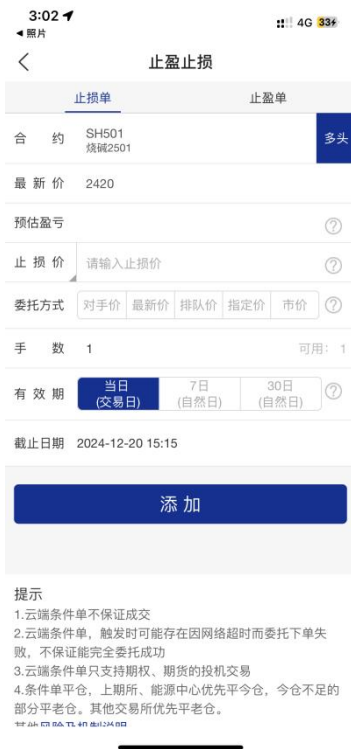 3:02
4G 33
◀ 照片
止盈止损
止损单 止盈单
合约 SH501 多头
烧碱2501
最新价 2420
预估盈亏
止损价 请输入止损价
委托方式 对手价 最新价 排队价 指定价 市价
手数 1 可用： 1
有效期 当日 7日 30日
(交易日) (自然日) (自然日)
截止日期 2024-12-20 15:15
添加
提示
1.云端条件单不保证成交
2.云端条件单，触发时可能存在因网络超时而委托下单失
败，不保证能完全委托成功
3.云端条件单只支持期权、期货的投机交易
4.条件单平仓，上期所、能源中心优先平今仓，今仓不足的
部分平老仓。其他交易所优先平老仓。
其他风险及机制说明